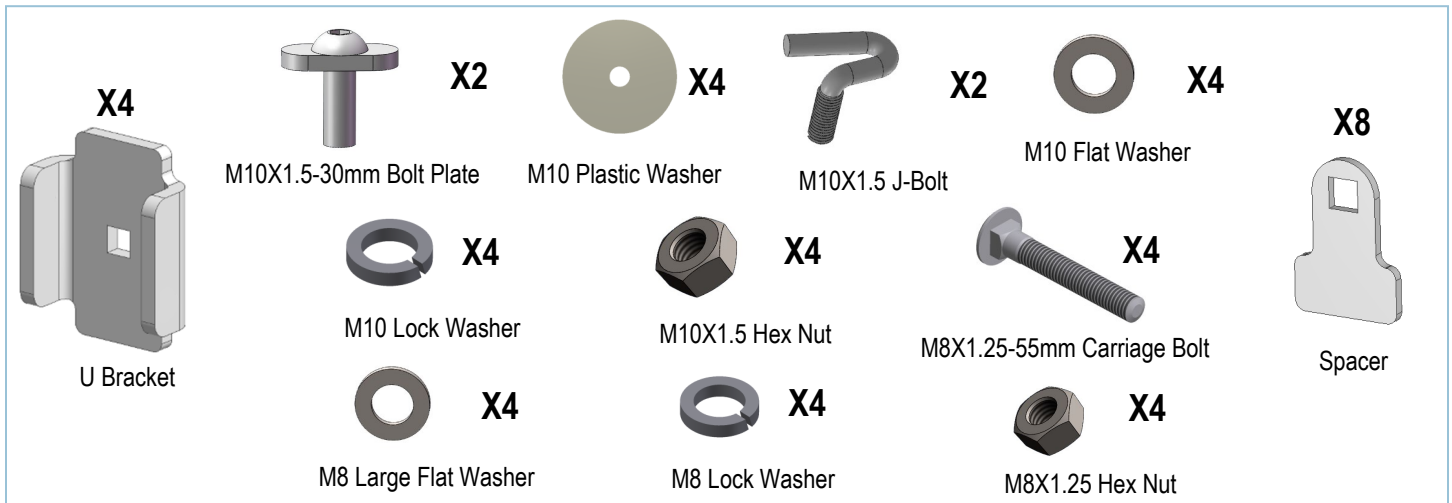 X4
U Bracket
X2
M10X1.5-30mm Bolt Plate
X4
M10 Plastic Washer
X2
M10X1.5 J-Bolt
X4
M10 Flat Washer
X8
Spacer
X4
M10 Lock Washer
X4
M10X1.5 Hex Nut
X4
M8X1.25-55mm Carriage Bolt
X4
M8 Large Flat Washer
X4
M8 Lock Washer
X4
M8X1.25 Hex Nut